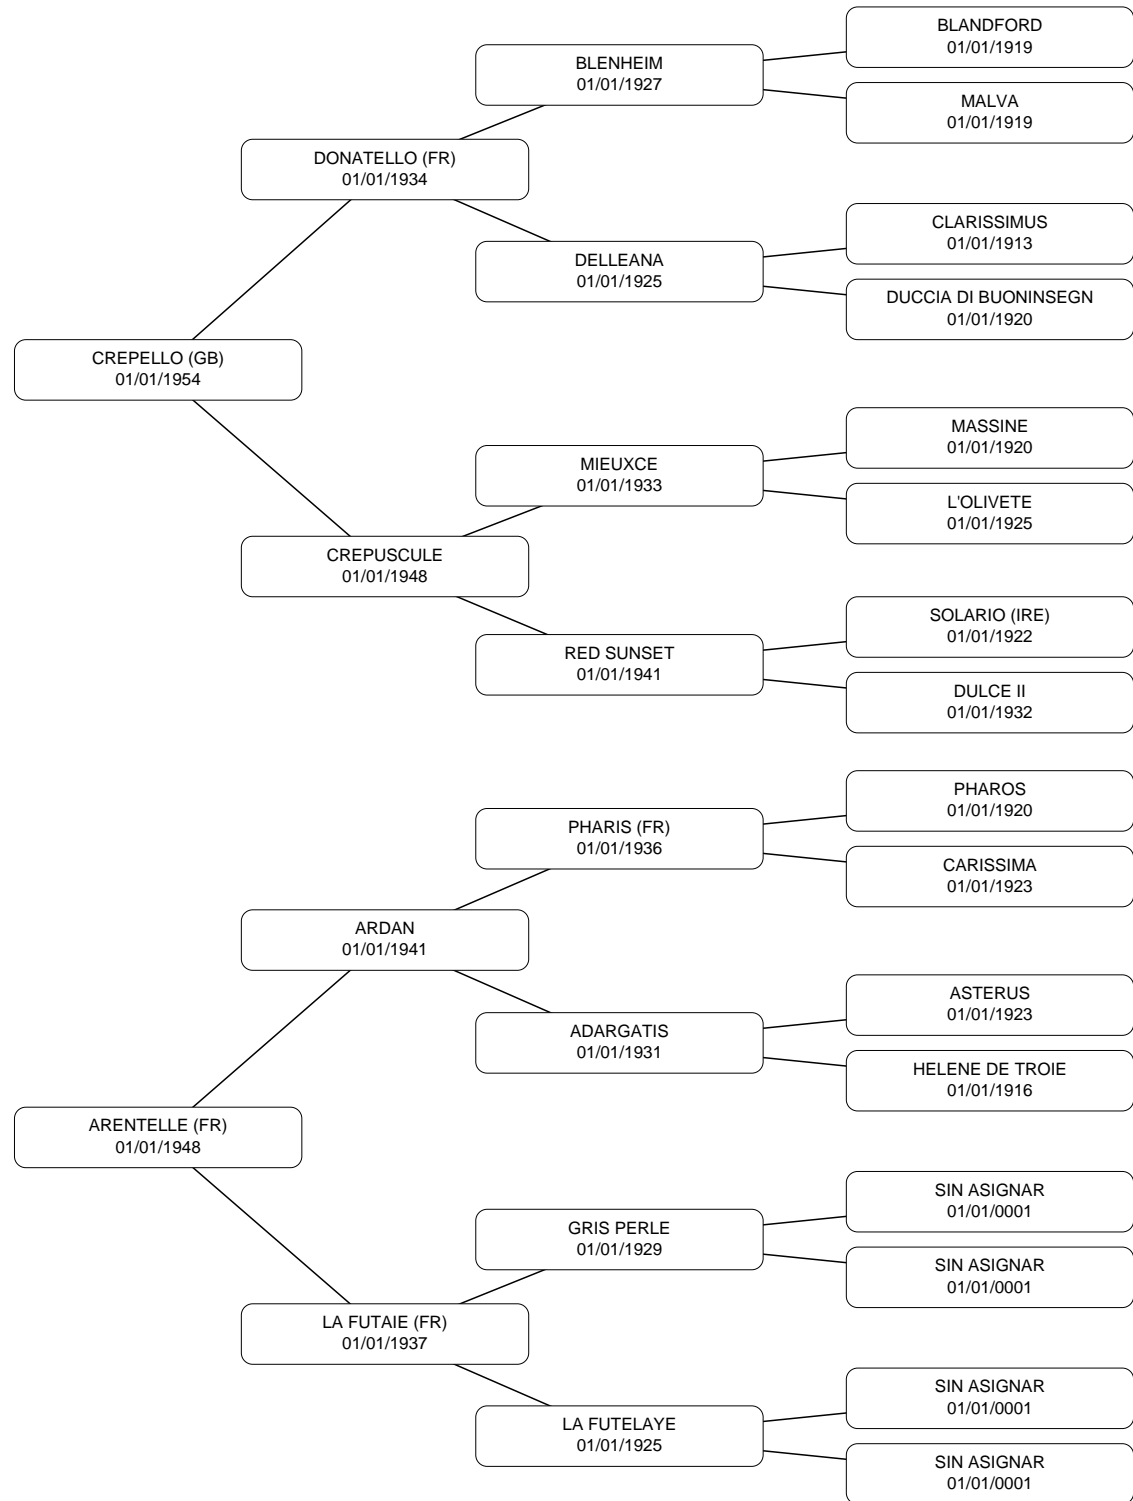 BLANDFORD
01/01/1919
BLENHEIM
01/01/1927
MALVA
01/01/1919
DONATELLO (FR)
01/01/1934
CLARISSIMUS
01/01/1913
DELLEANA
01/01/1925
DUCCIA DI BUONINSEGN
01/01/1920
CREPELLO (GB)
01/01/1954
MASSINE
01/01/1920
MIEUXCE
01/01/1933
L'OLIVETE
01/01/1925
CREPUSCULE
01/01/1948
SOLARIO (IRE)
01/01/1922
RED SUNSET
01/01/1941
DULCE II
01/01/1932
PHAROS
01/01/1920
PHARIS (FR)
01/01/1936
CARISSIMA
01/01/1923
ARDAN
01/01/1941
ASTERUS
01/01/1923
ADARGATIS
01/01/1931
HELENE DE TROIE
01/01/1916
ARENTELLE (FR)
01/01/1948
SIN ASIGNAR
01/01/0001
GRIS PERLE
01/01/1929
SIN ASIGNAR
01/01/0001
LA FUTAIE (FR)
01/01/1937
SIN ASIGNAR
01/01/0001
LA FUTELAYE
01/01/1925
SIN ASIGNAR
01/01/0001